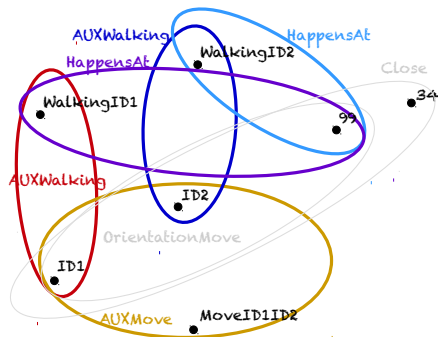 AUXWalking
HappensAt
WalkingID2
HappensAt
Close
WalkingID1
99
34
AUXWalking
ID2
OrientationMove
ID1
AUXMove
MoveID1ID2